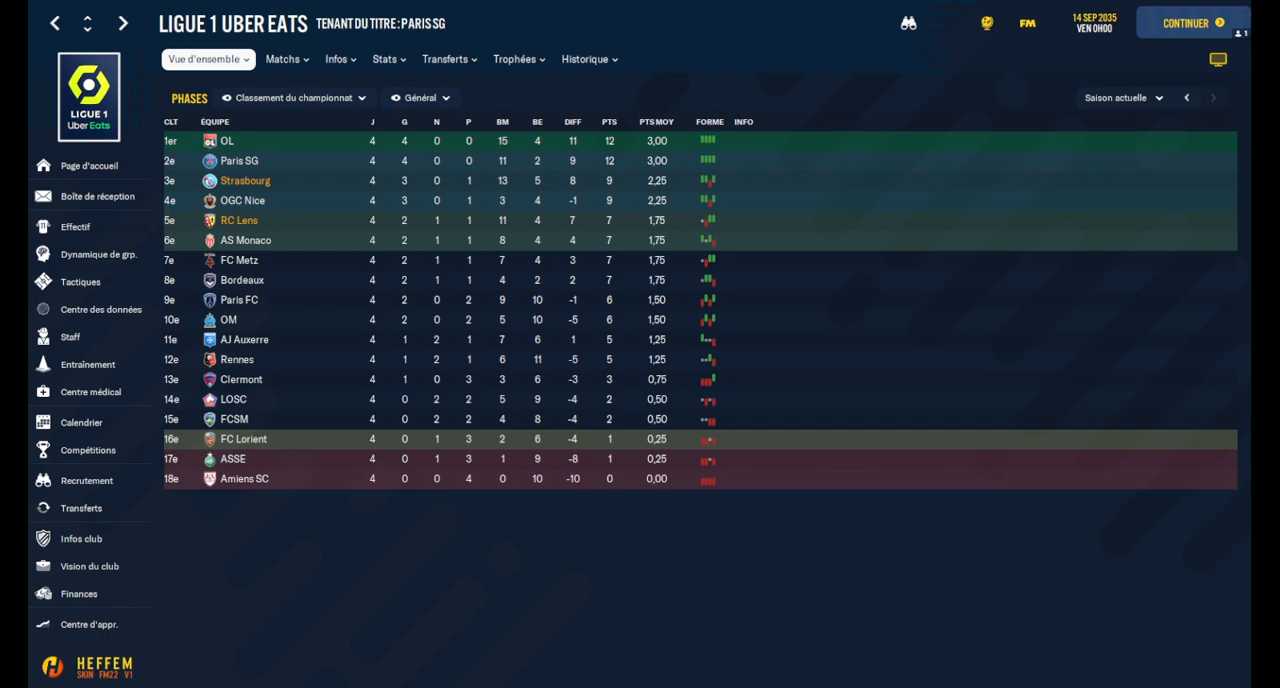 LIGUE 1 UBER EATS TENANT DU TITRE : PARIS SG
FM
14 SEP 2035
VEN 0H00
CONTINUER
1
LIGUE 1
Uber Eats
Vue d'ensemble Matchs Infos Stats Transferts Trophées Historique
PHASES Classement du championnat Général Saison actuelle
CLT ÉQUIPE J G N P BM BE DIFF PTS PTS MOY FORME INFO
1er OL 4 4 0 0 15 4 11 12 3,00
2e Paris SG 4 4 0 0 11 2 9 12 3,00
3e Strasbourg 4 3 0 1 13 5 8 9 2,25
4e OGC Nice 4 3 0 1 3 4 -1 9 2,25
5e RC Lens 4 2 1 1 11 4 7 7 1,75
6e AS Monaco 4 2 1 1 8 4 4 7 1,75
7e FC Metz 4 2 1 1 7 4 3 7 1,75
8e Bordeaux 4 2 1 1 4 2 2 7 1,75
9e Paris FC 4 2 0 2 9 10 -1 6 1,50
10e OM 4 2 0 2 5 10 -5 6 1,50
11e AJ Auxerre 4 1 2 1 7 6 1 5 1,25
12e Rennes 4 1 2 1 6 11 -5 5 1,25
13e Clermont 4 1 0 3 3 6 -3 3 0,75
14e LOSC 4 0 2 2 5 9 -4 2 0,50
15e FCSM 4 0 2 2 4 8 -4 2 0,50
16e FC Lorient 4 0 1 3 2 6 -4 1 0,25
17e ASSE 4 0 1 3 1 9 -8 1 0,25
18e Amiens SC 4 0 0 4 0 10 -10 0 0,00
Page d'accueil
Boîte de réception
Effectif
Dynamique de grp.
Tactiques
Centre des données
Staff
Entraînement
Centre médical
Calendrier
Compétitions
Recrutement
Transferts
Infos club
Vision du club
Finances
Centre d'appr.
HEFFEM
SKIN FM22 V1